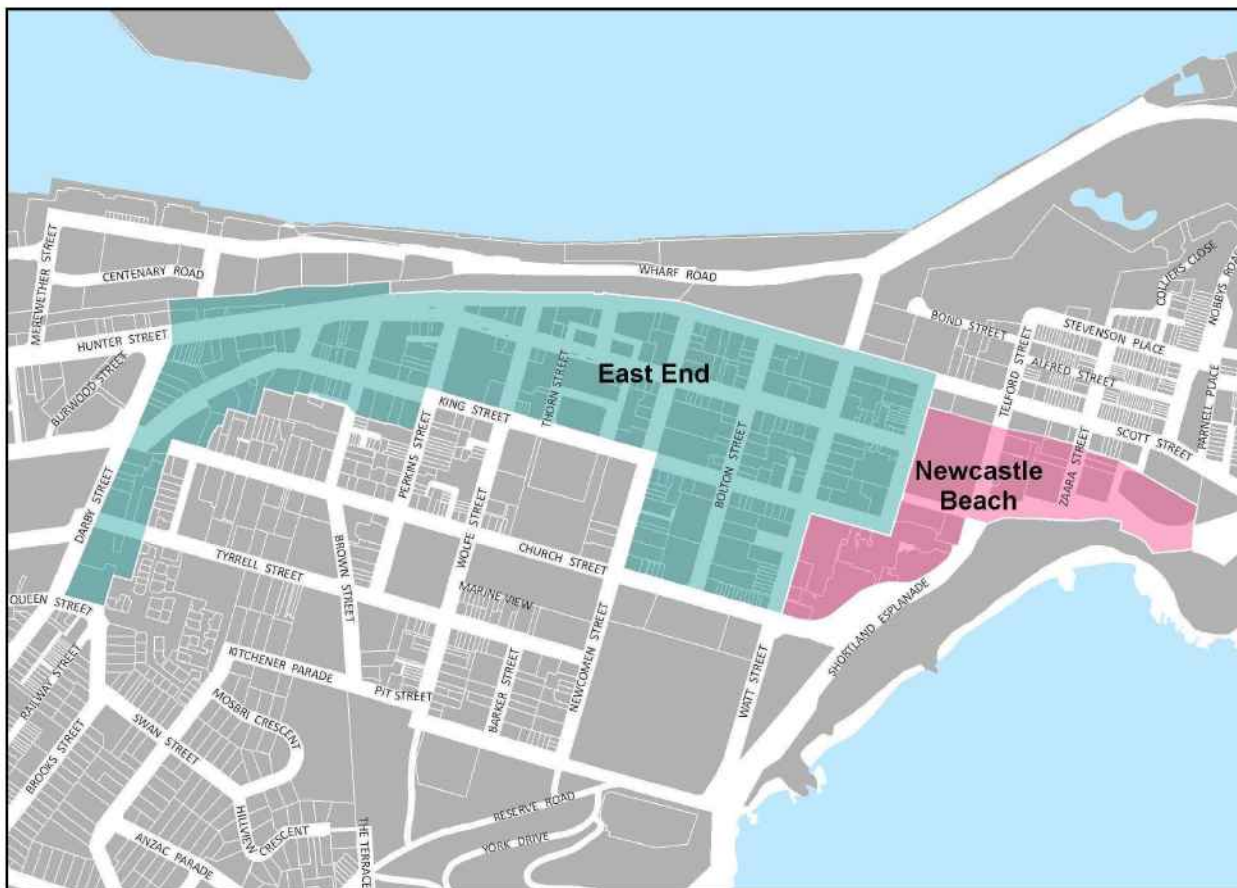 MEREWETHER STREET
CENTENARY ROAD
HUNTER STREET
BURWOOD STREET
WHARF ROAD
COLLIERS CLOSE
NOBBYS ROAD
BOND STREET
STEVENSON PLACE
ALFRED STREET
TELFORD STREET
PARNELL PLACE
SCOTT STREET
ZAARA STREET
East End
Newcastle
Beach
THORN STREET
KING STREET
PERKINS STREET
BOLTON STREET
DARBY STREET
WOLFE STREET
CHURCH STREET
TYRRELL STREET
BROWN STREET
MARINE VIEW
NEWCOMEN STREET
SHORTLAND ESPLANADE
QUEEN STREET
KITCHENER PARADE
PIT STREET
BARKER STREET
WATT STREET
RAILWAY STREET
MOSBRI CRESCENT
SWAN STREET
BROOKS STREET
RESERVE ROAD
HILLVIEW CRESCENT
YORK DRIVE
ANZAC PARADE
THE TERRACE